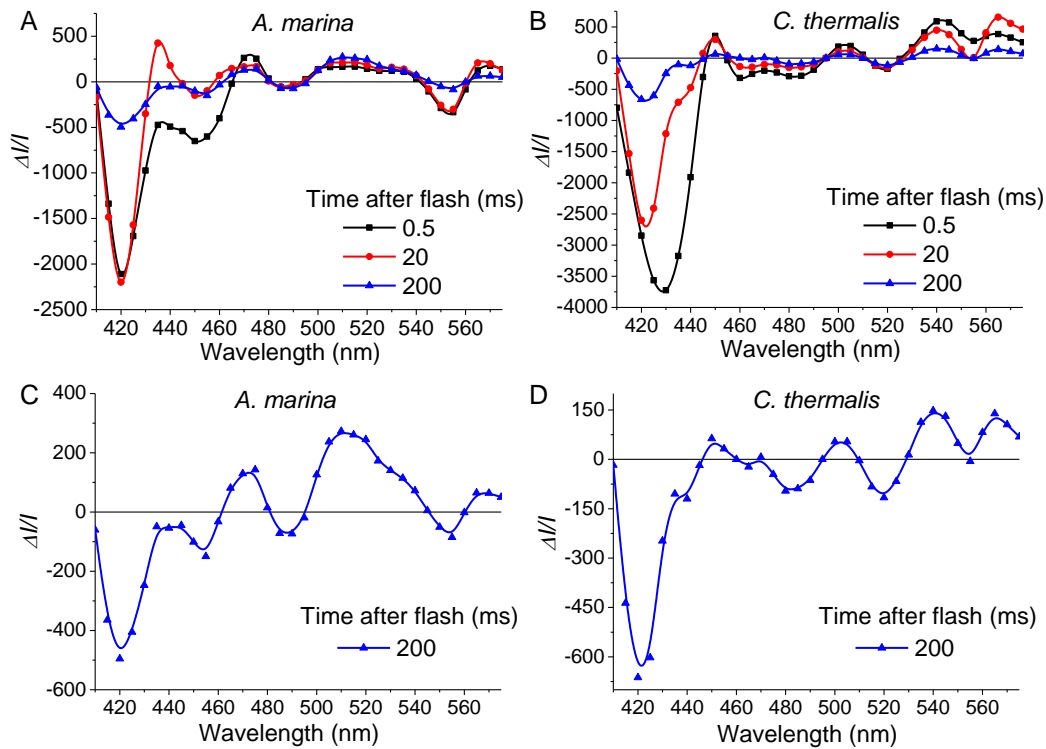 A
A. marina
500
250
0
-250
-500
-1000
-1500
-2000
-2500
ΔI/I
Time after flash (ms)
0.5
20
200
420 440 460 480 500 520 540 560
Wavelength (nm)
B
C. thermalis
500
250
0
-250
-500
-1000
-1500
-2000
-2500
-3000
-3500
-4000
ΔI/I
Time after flash (ms)
0.5
20
200
420 440 460 480 500 520 540 560
Wavelength (nm)
C
A. marina
400
200
0
-200
-400
-600
ΔI/I
Time after flash (ms)
200
420 440 460 480 500 520 540 560
Wavelength (nm)
D
C. thermalis
150
0
-150
-300
-450
-600
ΔI/I
Time after flash (ms)
200
420 440 460 480 500 520 540 560
Wavelength (nm)